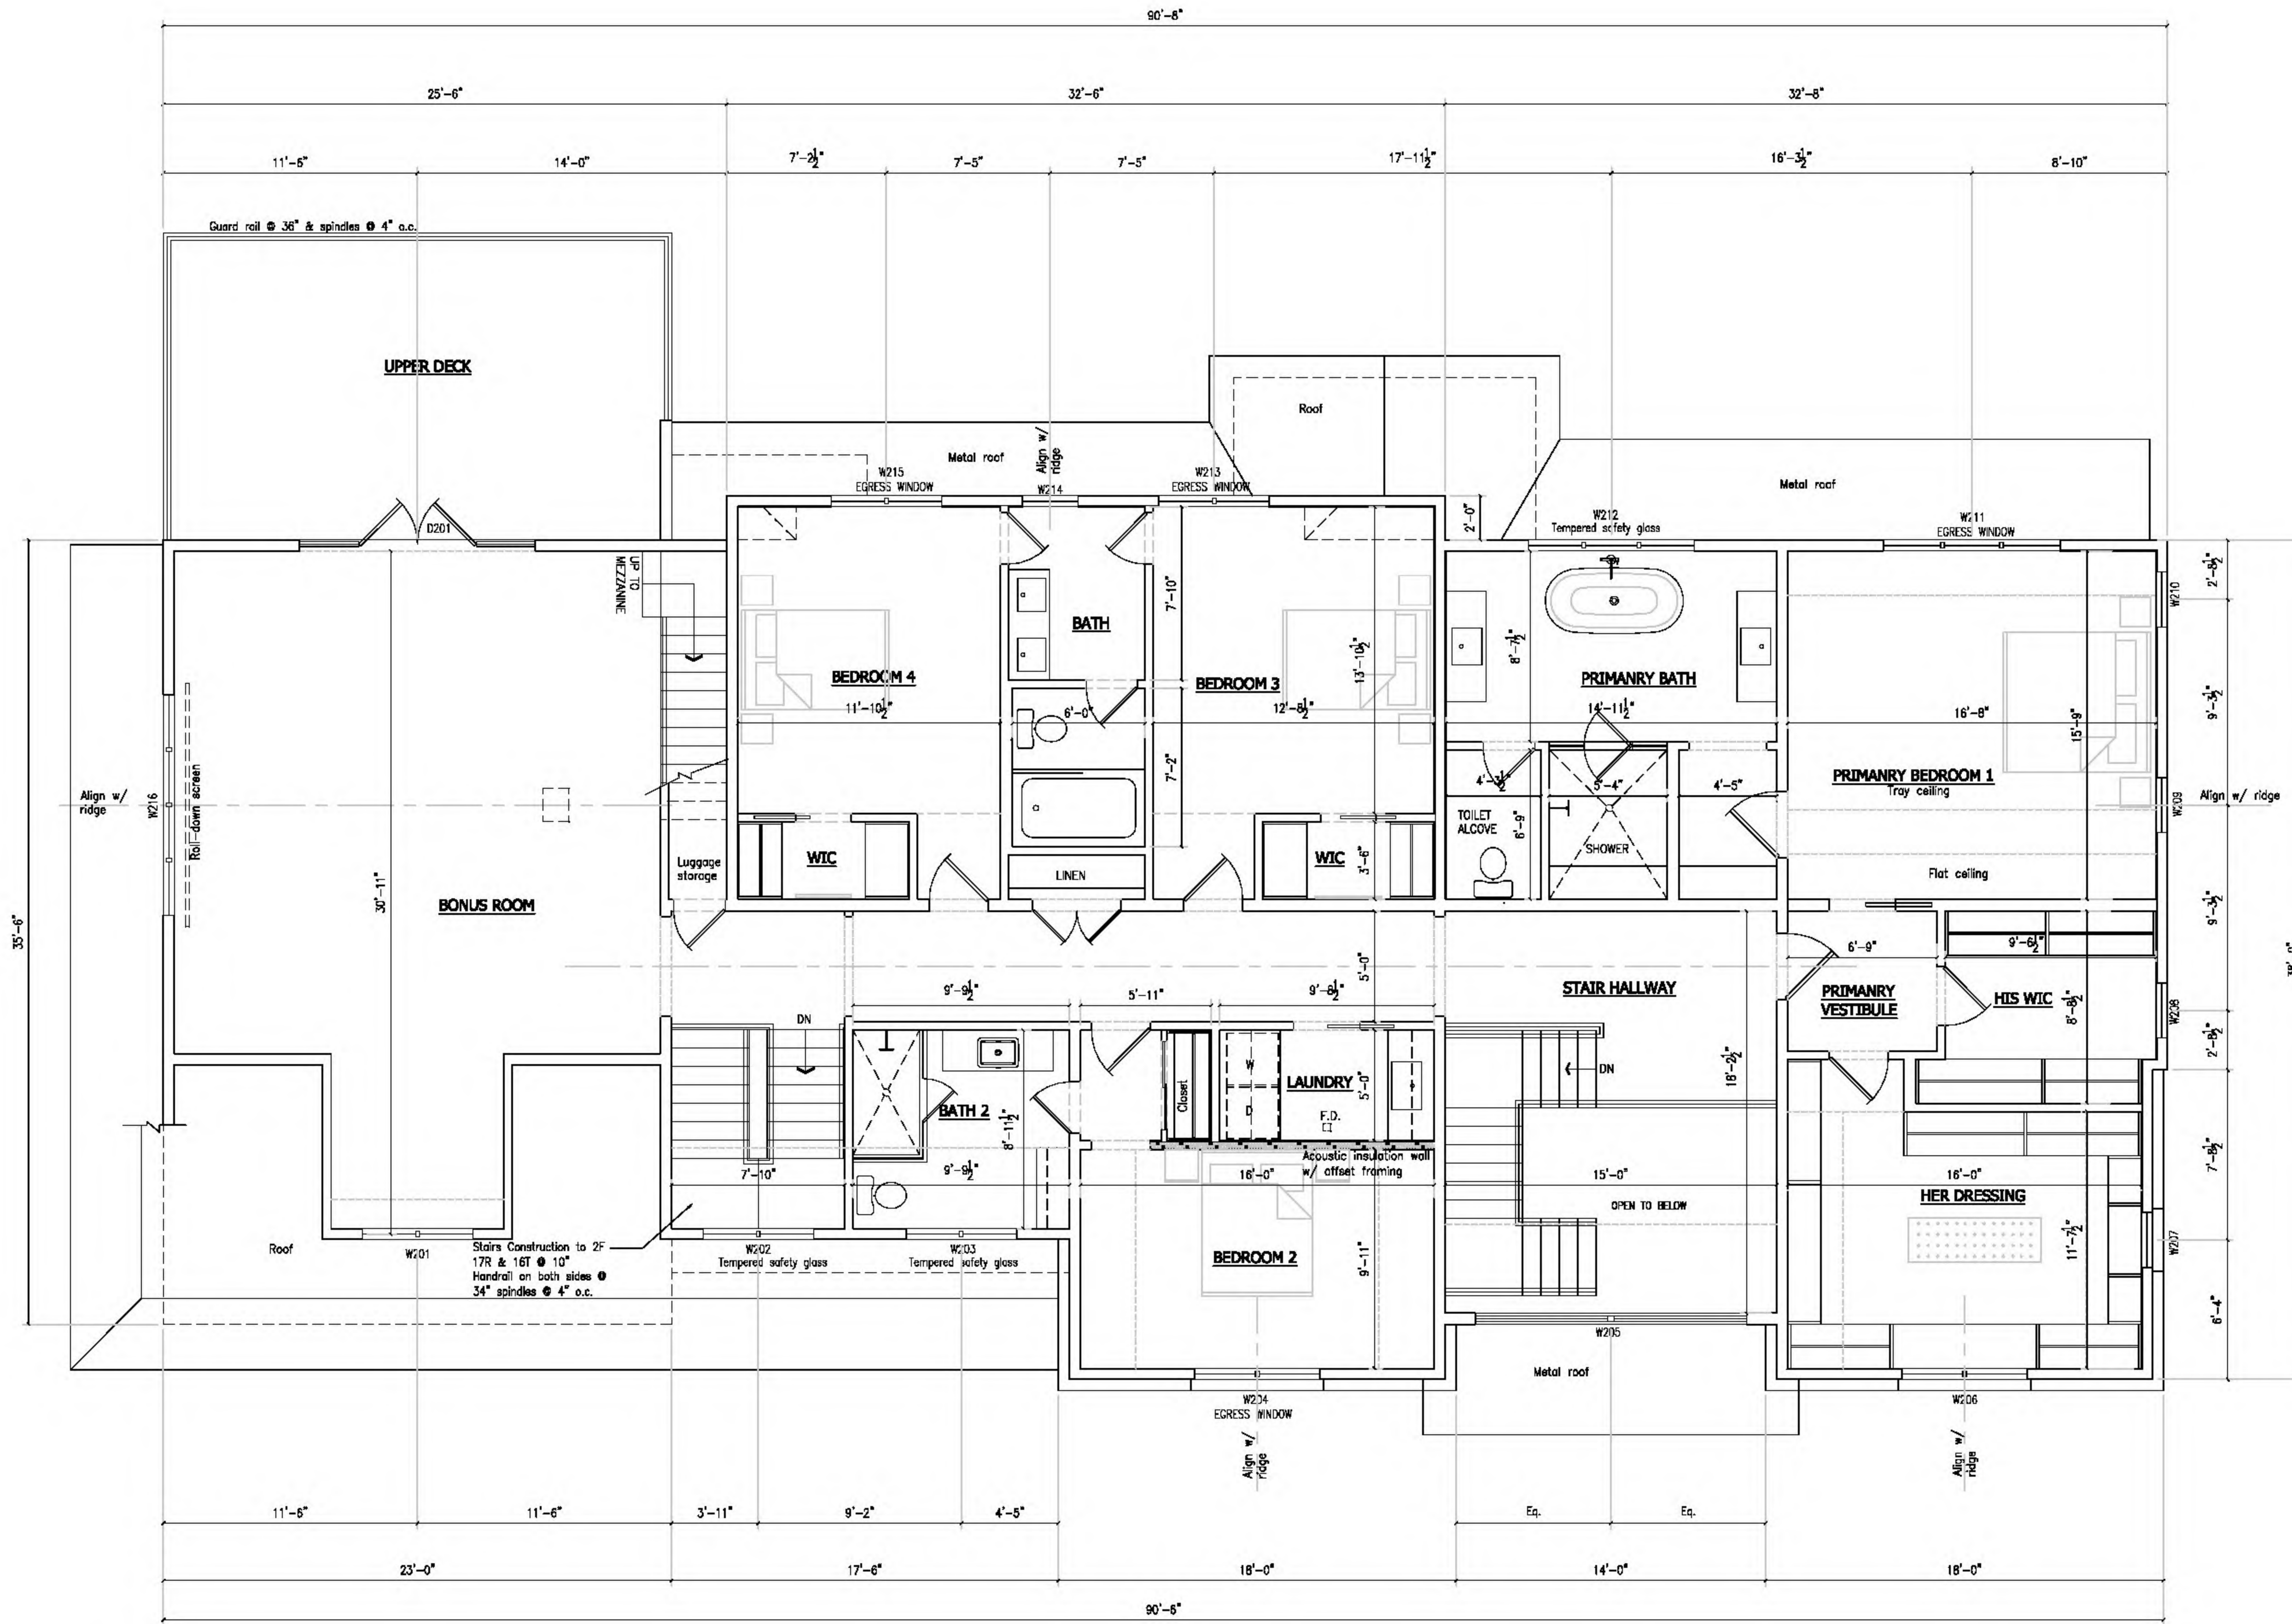 90'-8"
25'-6"
32'-6"
32'-8"
11'-6"
14'-0"
7'-2½"
7'-5"
7'-5"
17'-11½"
16'-3½"
8'-10"
Guard rail @ 36" & spindles @ 4" o.c.
UPPER DECK
Roof
Metal roof
Align w/
ridge
W215
EGRESS WINDOW
W214
W213
EGRESS WINDOW
Metal roof
2'-0"
W212
Tempered safety glass
W211
EGRESS WINDOW
D201
UP TO
MEZZANINE
2'-8½"
W210
7'-10"
BATH
8'-7½"
BEDROOM 4
BEDROOM 3
13'-10½"
PRIMANRY BATH
9'-3½"
11'-10½"
6'-0"
12'-8½"
14'-11½"
16'-8"
15'-9"
7'-2"
PRIMANRY BEDROOM 1
Tray ceiling
4'-3½"
5'-4"
4'-5"
Align w/
ridge
W216
Roll-down screen
W209
Align w/ ridge
TOILET
ALCOVE
6'-9"
SHOWER
Luggage
storage
WIC
LINEN
WIC
3'-6"
Flat ceiling
30'-11"
BONUS ROOM
35'-6"
9'-3½"
6'-9"
9'-6½"
5'-0"
STAIR HALLWAY
PRIMANRY
VESTIBULE
HIS WIC
8'-8½"
W208
9'-9½"
5'-11"
9'-8½"
DN
2'-8½"
W
D
LAUNDRY
5'-0"
F.D.
Closet
DN
18'-2½"
BATH 2
8'-11½"
Acoustic insulation wall
w/ offset framing
7'-10"
9'-9½"
16'-0"
15'-0"
16'-0"
7'-8½"
OPEN TO BELOW
HER DRESSING
11'-7½"
W207
Roof
W201
Stairs Construction to 2F
17R & 16T @ 10"
Handrail on both sides @
34" spindles @ 4" o.c.
W202
Tempered safety glass
W203
Tempered safety glass
BEDROOM 2
9'-11"
6'-4"
W205
Metal roof
W204
EGRESS WINDOW
W206
Align w/
ridge
Align w/
ridge
11'-6"
11'-6"
3'-11"
9'-2"
4'-5"
Eq.
Eq.
23'-0"
17'-6"
18'-0"
14'-0"
18'-0"
90'-6"